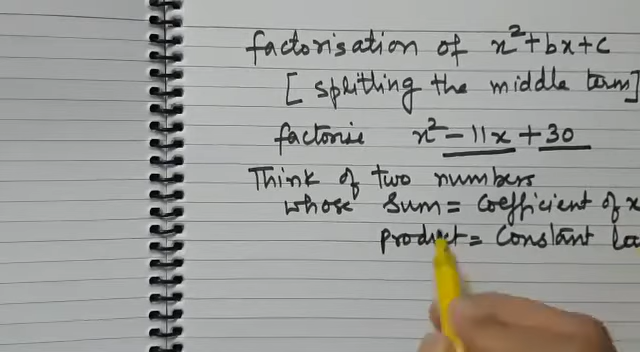 factorisation of x²+bx+c
[ splitting the middle term]
factorise x² - 11x + 30
Think of two numbers
whose sum = Coefficient of x
product = Constant